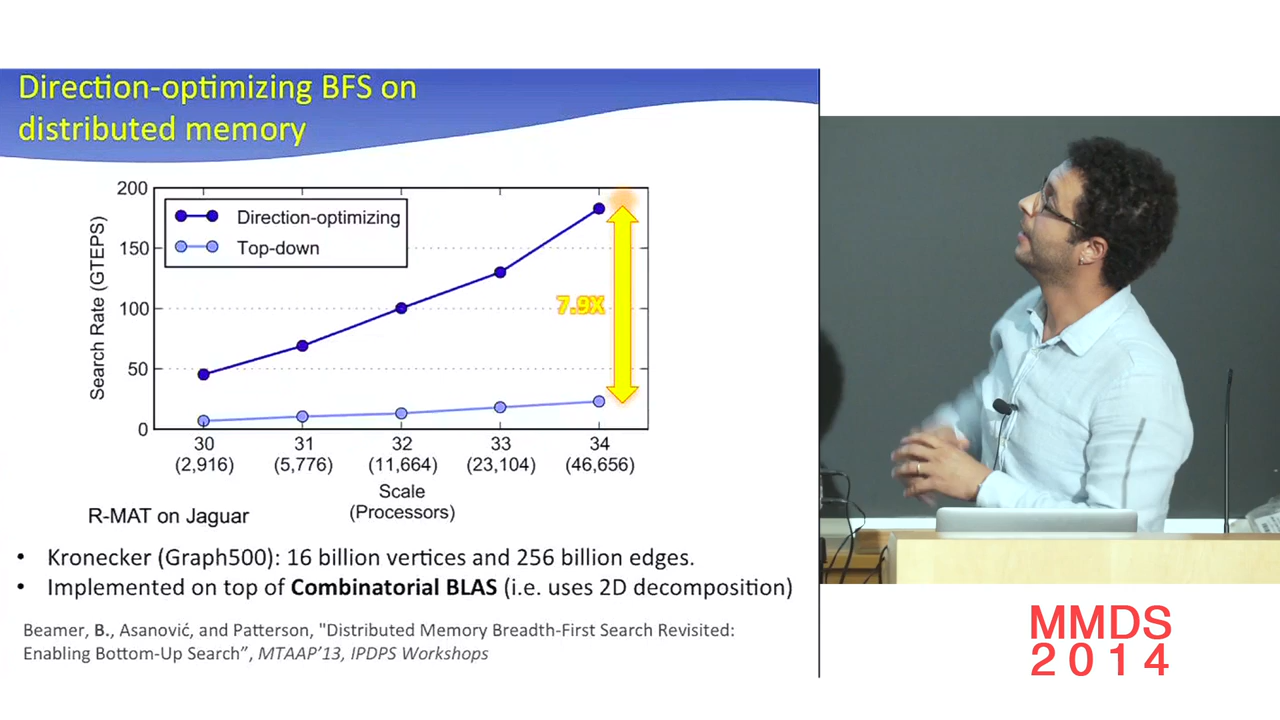 Direction-optimizing BFS on
distributed memory
200
150
100
50
0
Search Rate (GTEPS)
Direction-optimizing
Top-down
7.9X
30 31 32 33 34
(2,916) (5,776) (11,664) (23,104) (46,656)
Scale
(Processors)
R-MAT on Jaguar
• Kronecker (Graph500): 16 billion vertices and 256 billion edges.
• Implemented on top of Combinatorial BLAS (i.e. uses 2D decomposition)
Beamer, B., Asanović, and Patterson, "Distributed Memory Breadth-First Search Revisited:
Enabling Bottom-Up Search”, MTAAP’13, IPDPS Workshops
MMDS
2014